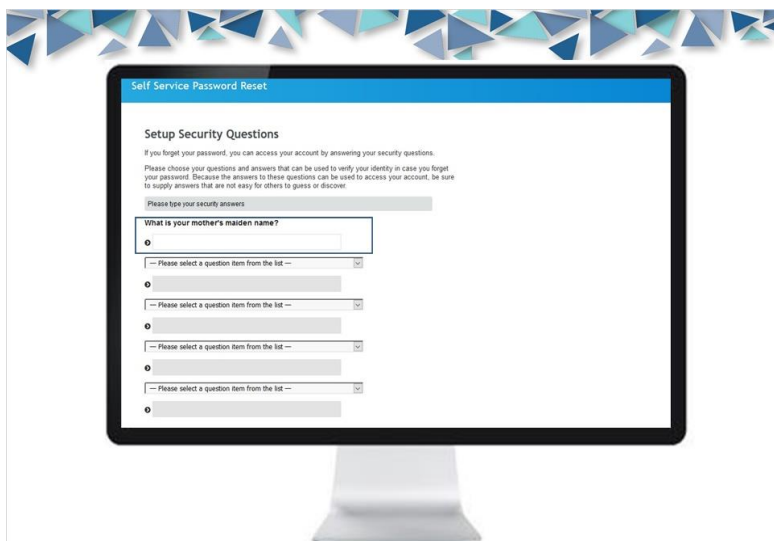 Self Service Password Reset
Setup Security Questions
If you forget your password, you can access your account by answering your security questions.
Please choose your questions and answers that can be used to verify your identity in case you forget
your password. Because the answers to these questions can be used to access your account, be sure
to supply answers that are not easy for others to guess or discover.
Please type your security answers
What is your mother's maiden name?
— Please select a question item from the list —
— Please select a question item from the list —
— Please select a question item from the list —
— Please select a question item from the list —